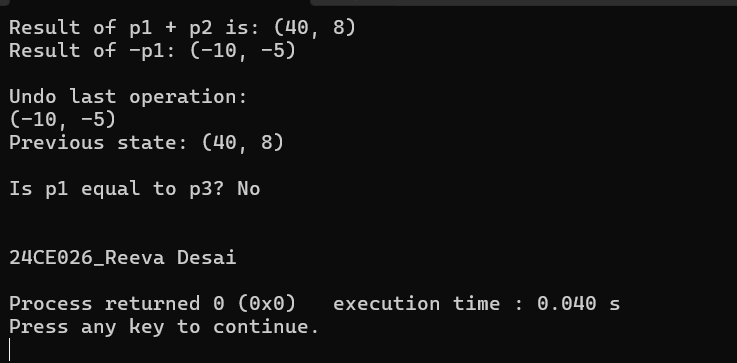 Result of p1 + p2 is: (40, 8)
Result of -p1: (-10, -5)
Undo last operation:
(-10, -5)
Previous state: (40, 8)
Is p1 equal to p3? No
24CE026_Reeva Desai
Process returned 0 (0x0)   execution time : 0.040 s
Press any key to continue.